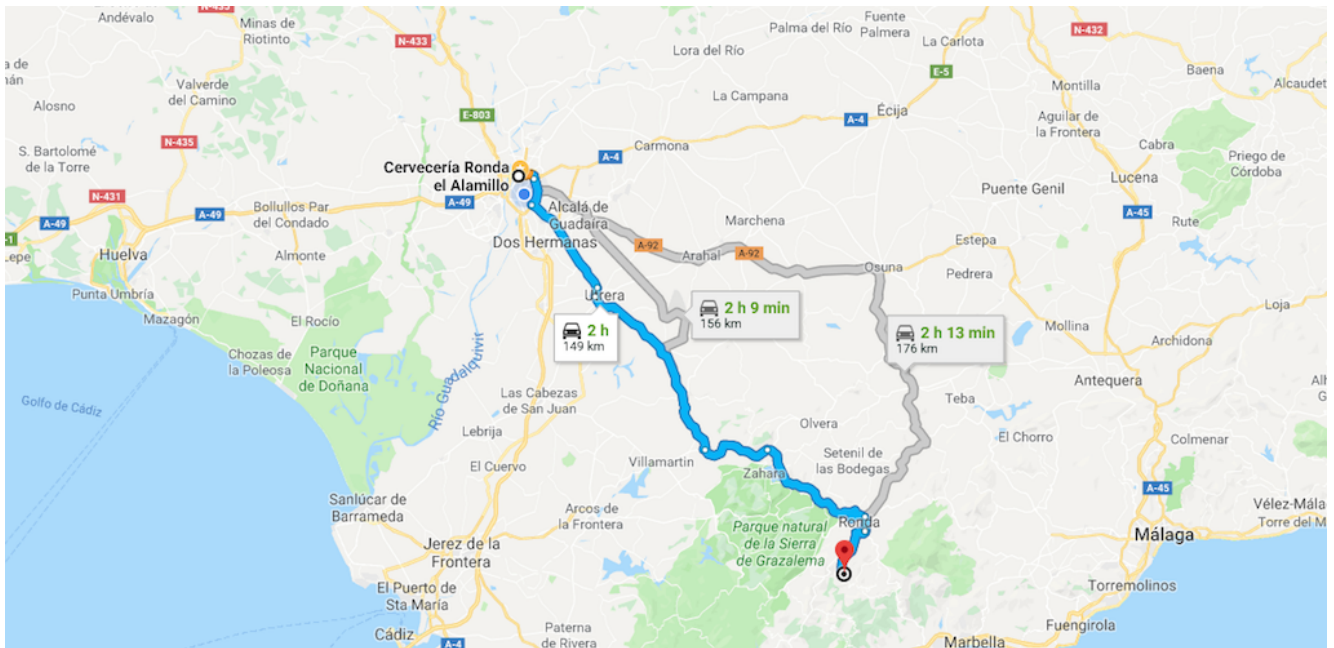 N-435
Andévalo
Minas de
Riotinto
N-433
Palma del Río
Fuente
Palmera
La Carlota
N-432
Lora del Río
E-5
Baena
Alcaudet
Montilla
Valverde
del Camino
Alosno
La Campana
Écija
A-4
Aguilar de
la Frontera
E-803
N-435
S. Bartolomé
de la Torre
A-4
Carmona
Cabra
Priego de
Córdoba
Cervecería Ronda
el Alamillo
Lucena
Puente Genil
N-431
A-49
A-49
A-49
Bollullos Par
del Condado
Alcalá de
Guadaíra
Marchena
A-45
Rute
-1
Lepe
Huelva
Almonte
Dos Hermanas
A-92
Arahal
A-92
Osuna
Estepa
Pedrera
Punta Umbría
Mazagón
El Rocío
Utrera
2 h
149 km
2 h 9 min
156 km
2 h 13 min
176 km
Loja
Mollina
Archidona
Chozas de
la Poleosa
Parque
Nacional
de Doñana
Río Guadalquivir
Las Cabezas
de San Juan
Antequera
Golfo de Cádiz
Teba
Lebrija
Olvera
El Chorro
Colmenar
El Cuervo
Villamartin
Zahara
Setenil de
las Bodegas
A-45
Sanlúcar de
Barrameda
Arcos de
la Frontera
Parque natural
de la Sierra
de Grazalema
Ronda
Vélez-Mála
Torre del M
Málaga
Jerez de la
Frontera
El Puerto de
Sta María
Torremolinos
Cádiz
A-4
Paterna
de Rivera
Fuengirola
Marbella